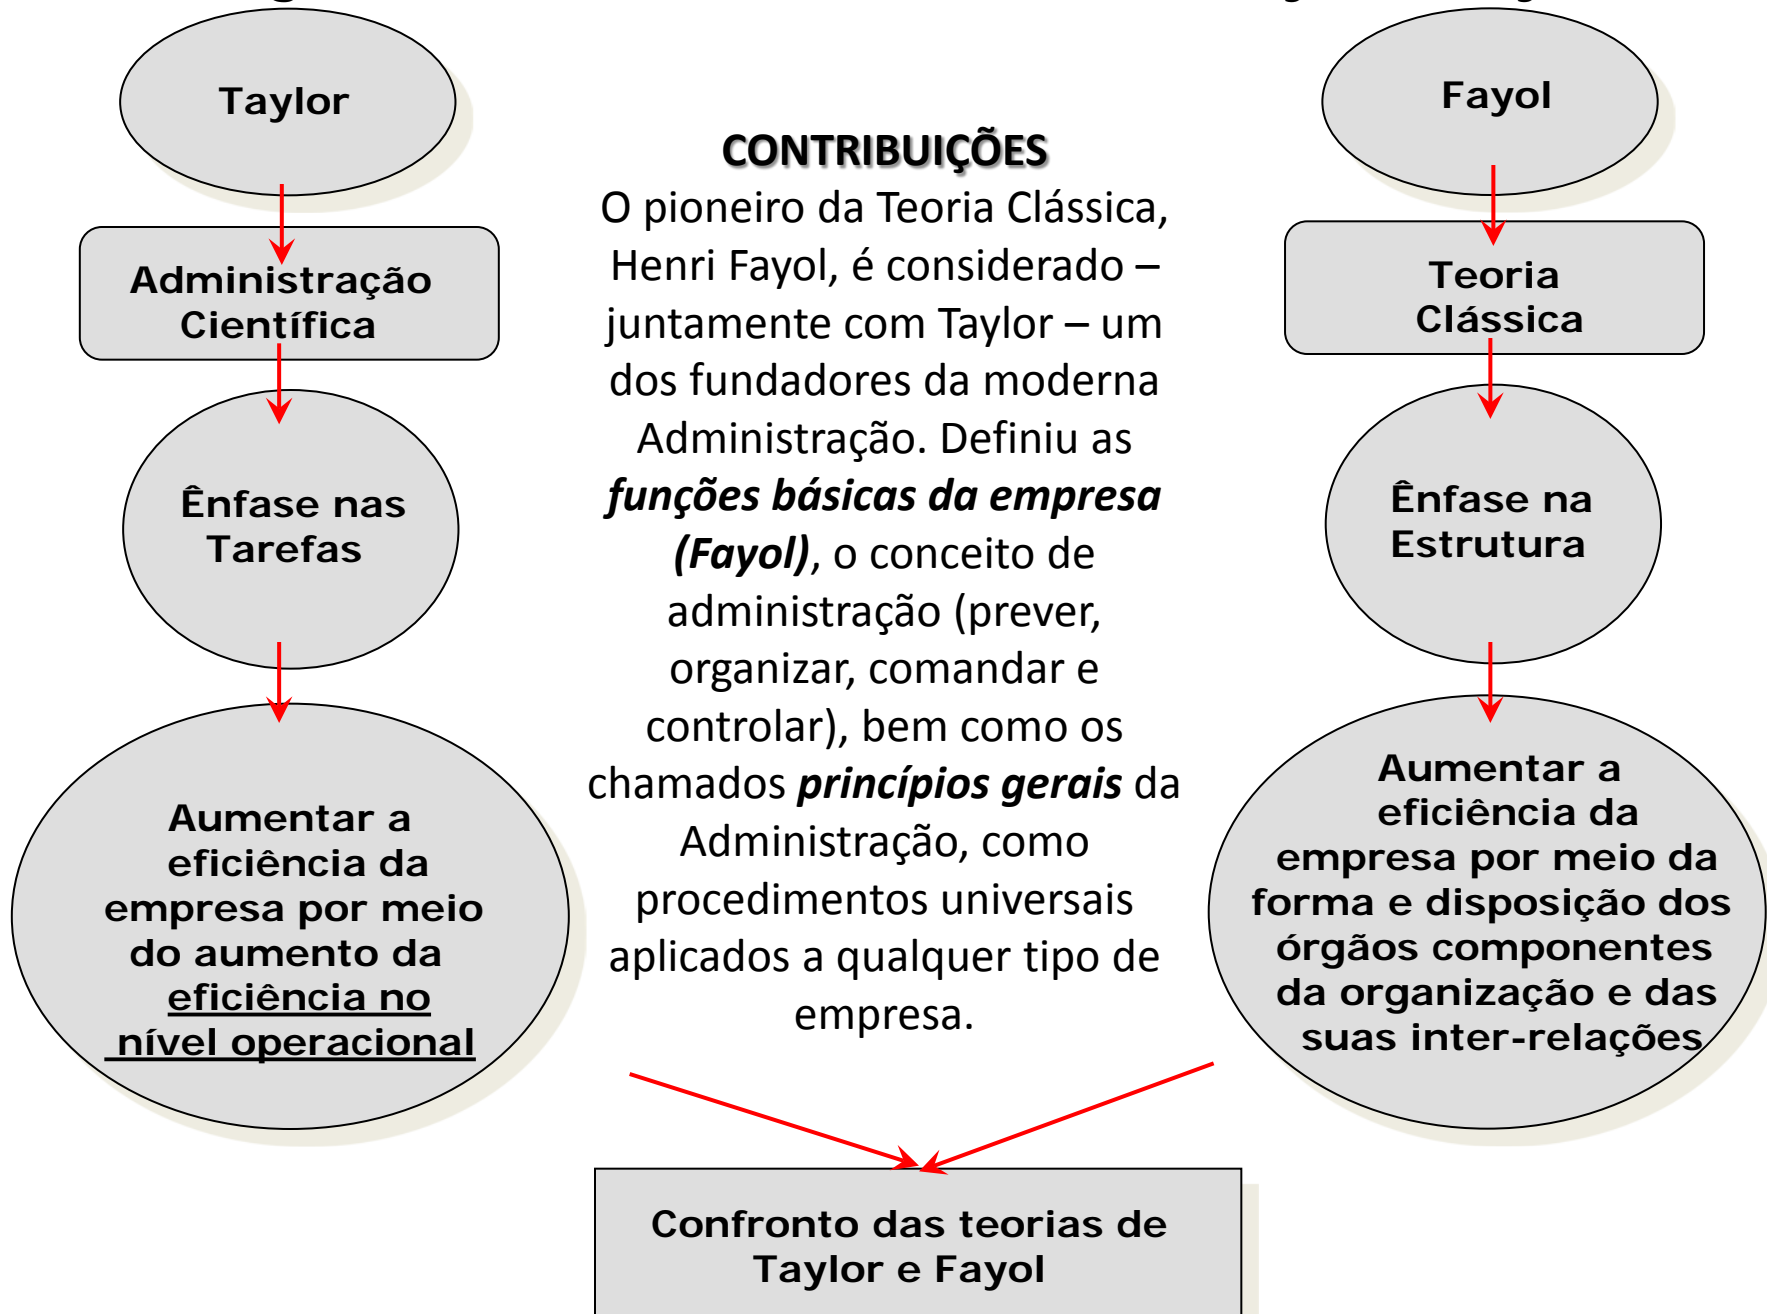 Taylor
Administração
Científica
Ênfase nas
Tarefas
Aumentar a
eficiência da
empresa por meio
do aumento da
eficiência no
nível operacional
CONTRIBUIÇÕES
O pioneiro da Teoria Clássica,
Henri Fayol, é considerado –
juntamente com Taylor – um
dos fundadores da moderna
Administração. Definiu as
funções básicas da empresa
(Fayol), o conceito de
administração (prever,
organizar, comandar e
controlar), bem como os
chamados princípios gerais da
Administração, como
procedimentos universais
aplicados a qualquer tipo de
empresa.
Fayol
Teoria
Clássica
Ênfase na
Estrutura
Aumentar a
eficiência da
empresa por meio da
forma e disposição dos
órgãos componentes
da organização e das
suas inter-relações
Confronto das teorias de
Taylor e Fayol